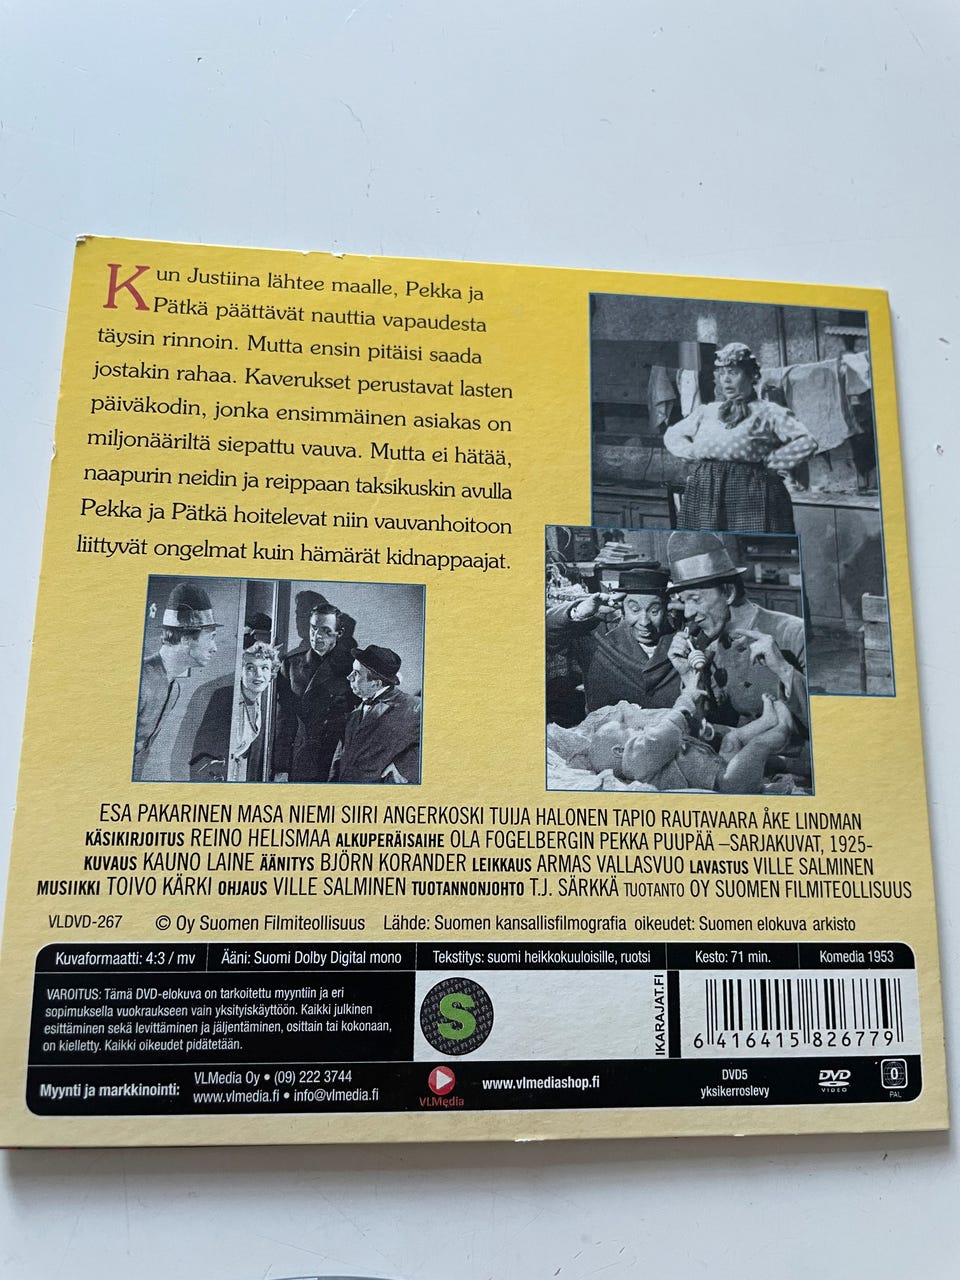 Kun Justiina lähtee maalle, Pekka ja
Pätkä päättävät nauttia vapaudesta
täysin rinnoin. Mutta ensin pitäisi saada
jostakin rahaa. Kaverukset perustavat lasten
päiväkodin, jonka ensimmäinen asiakas on
miljonääriltä siepattu vauva. Mutta ei hätää,
naapurin neidin ja reippaan taksikuskin avulla
Pekka ja Pätkä hoitelevat niin vauvanhoitoon
liittyvät ongelmat kuin hämärät kidnappaajat.
ESA PAKARINEN MASA NIEMI SIIRI ANGERKOSKI TUIJA HALONEN TAPIO RAUTAVAARA ÅKE LINDMAN
KÄSIKIRJOITUS REINO HELISMAA ALKUPERÄISAIHE OLA FOGELBERGIN PEKKA PUUPÄÄ –SARJAKUVAT, 1925-
KUVAUS KAUNO LAINE ÄÄNITYS BJÖRN KORANDER LEIKKAUS ARMAS VALLASVUO LAVASTUS VILLE SALMINEN
MUSIIKKI TOIVO KÄRKI OHJAUS VILLE SALMINEN TUOTANNONJOHTO T.J. SÄRKKÄ TUOTANTO OY SUOMEN FILMITEOLLISUUS
VLDVD-267 © Oy Suomen Filmiteollisuus Lähde: Suomen kansallisfilmografia oikeudet: Suomen elokuva arkisto
Kuvaformaatti: 4:3 / mv Ääni: Suomi Dolby Digital mono Tekstitys: suomi heikkokuuloisille, ruotsi Kesto: 71 min. Komedia 1953
VAROITUS: Tämä DVD-elokuva on tarkoitettu myyntiin ja eri
sopimuksella vuokraukseen vain yksityiskäyttöön. Kaikki julkinen
esittäminen sekä levittäminen ja jäljentäminen, osittain tai kokonaan,
on kielletty. Kaikki oikeudet pidätetään.
S
IKARAJAT.FI
6 416415 826779
Myynti ja markkinointi:
VLMedia Oy • (09) 222 3744
www.vlmedia.fi • info@vlmedia.fi
VLMedia
www.vlmediashop.fi
DVD5
yksikerroslevy
DVD
VIDEO
0
PAL